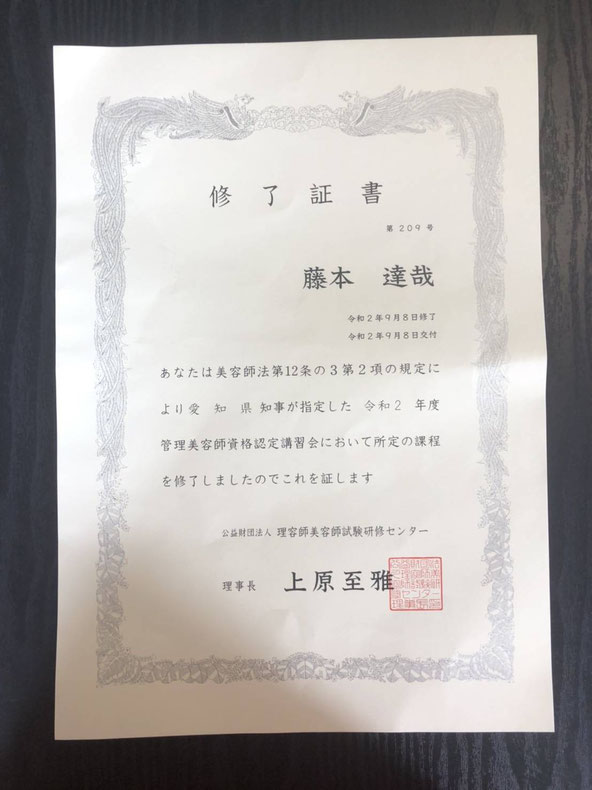 修了証書
第209号
藤本 達哉
令和2年9月8日修了
令和2年9月8日交付
あなたは美容師法第12条の3第2項の規定に
より愛 知 県 知事が指定した 令和2 年度
管理美容師資格認定講習会において所定の課程
を修了しましたのでこれを証します
公益財団法人 理容師美容師試験研修センター
理事長 上原至雅